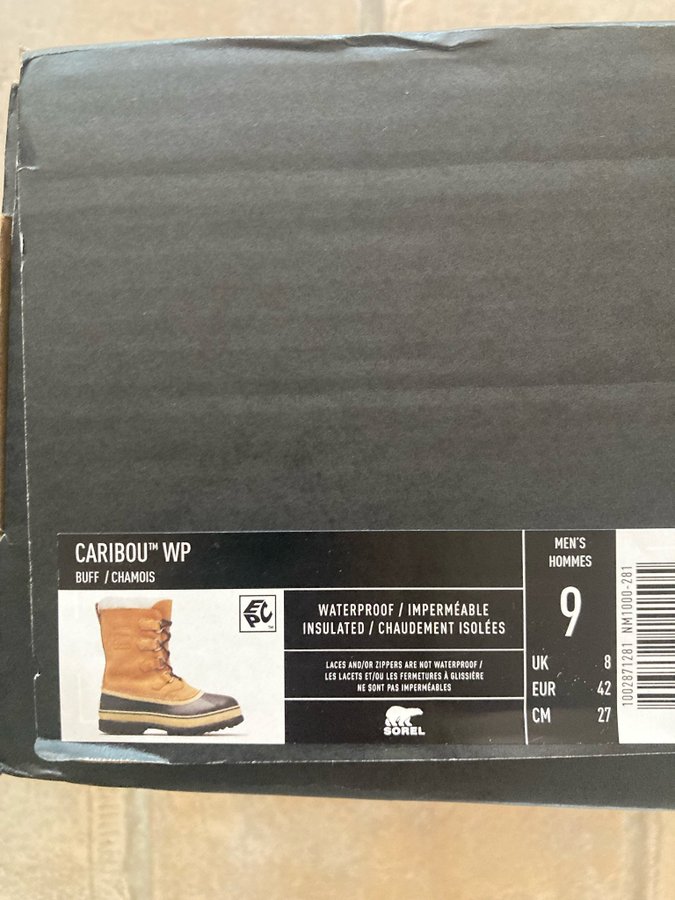 CARIBOU™ WP
BUFF / CHAMOIS
EPC™
WATERPROOF / IMPERMÉABLE
INSULATED / CHAUDEMENT ISOLÉES
LACES AND/OR ZIPPERS ARE NOT WATERPROOF /
LES LACETS ET/OU LES FERMETURES À GLISSIÈRE
NE SONT PAS IMPERMÉABLES
SOREL
MEN'S
HOMMES
9
UK 8
EUR 42
CM 27
1002871281 NM1000-281